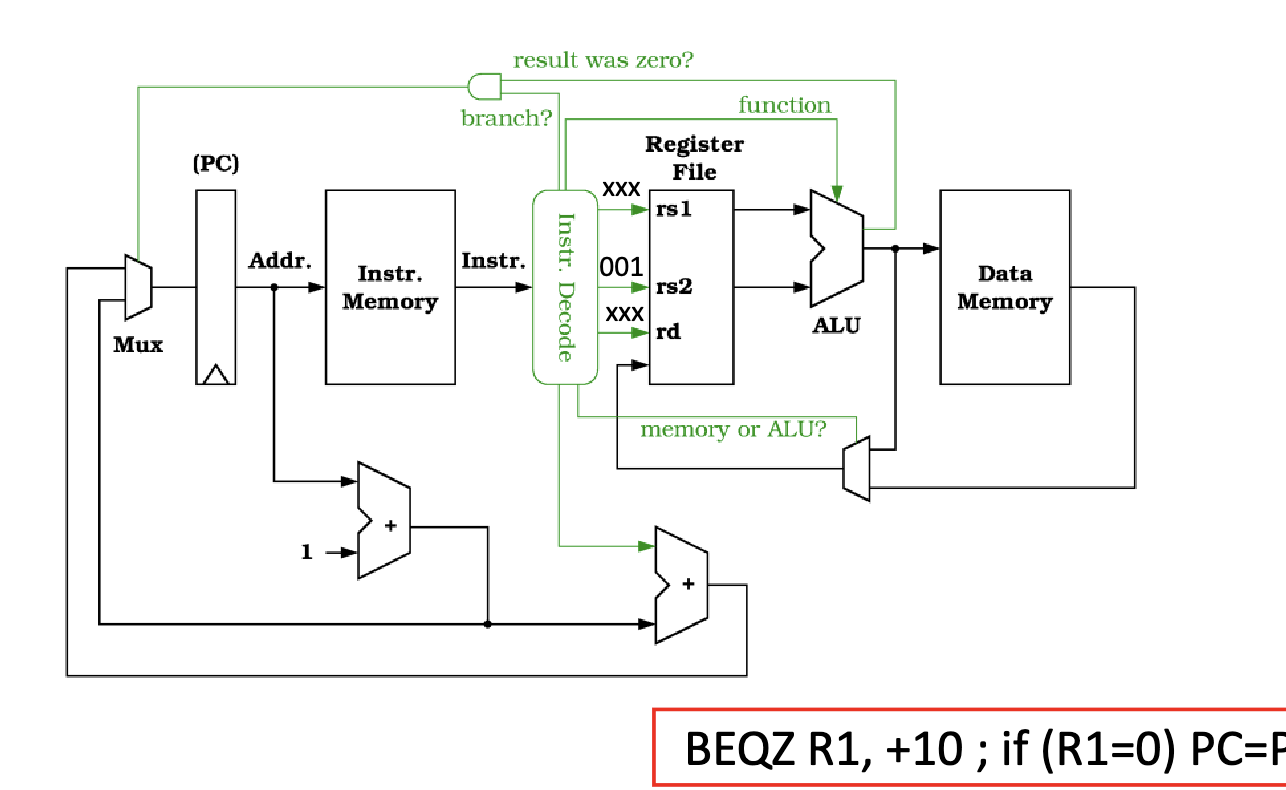 result was zero?
branch?
function
(PC)
Register
File
xxx
rs1
001
rs2
xxx
rd
Addr.
Instr.
Memory
Instr.
Instr. Decode
Data
Memory
ALU
Mux
memory or ALU?
+
1
+
BEQZ R1, +10 ; if (R1=0) PC=P